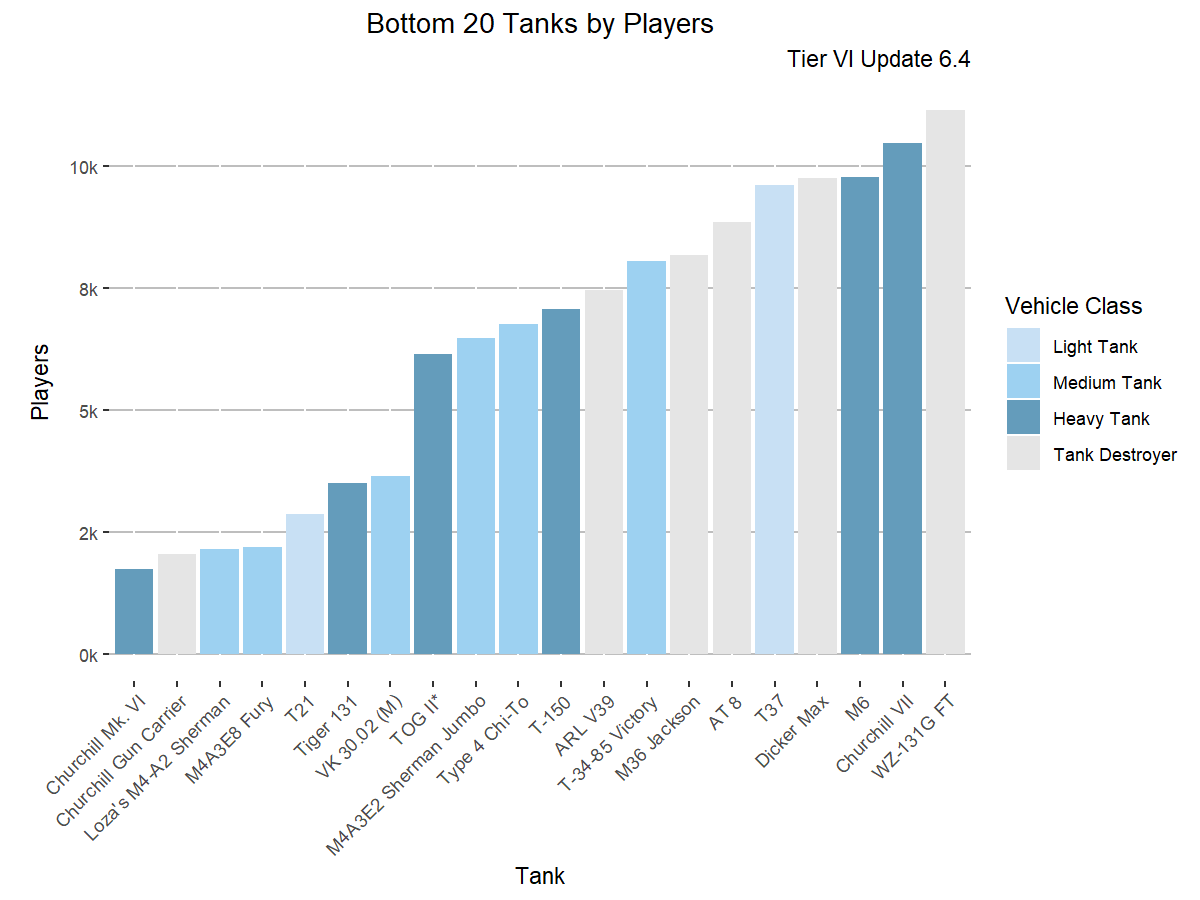 Bottom 20 Tanks by Players
Tier VI Update 6.4
10k
8k
5k
2k
0k
Players
Churchill Mk. VI
Churchill Gun Carrier
Loza's M4-A2 Sherman
M4A3E8 Fury
T21
Tiger 131
VK 30.02 (M)
TOG II*
M4A3E2 Sherman Jumbo
Type 4 Chi-To
T-150
ARL V39
T-34-85 Victory
M36 Jackson
AT 8
T37
Dicker Max
M6
Churchill VII
WZ-131G FT
Tank
Vehicle Class
Light Tank
Medium Tank
Heavy Tank
Tank Destroyer